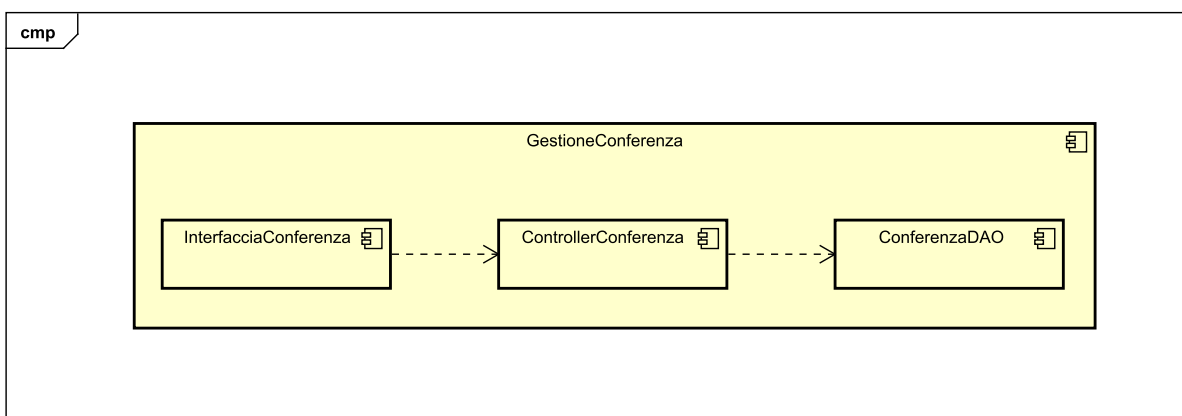 cmp
GestioneConferenza
InterfacciaConferenza
ControllerConferenza
ConferenzaDAO